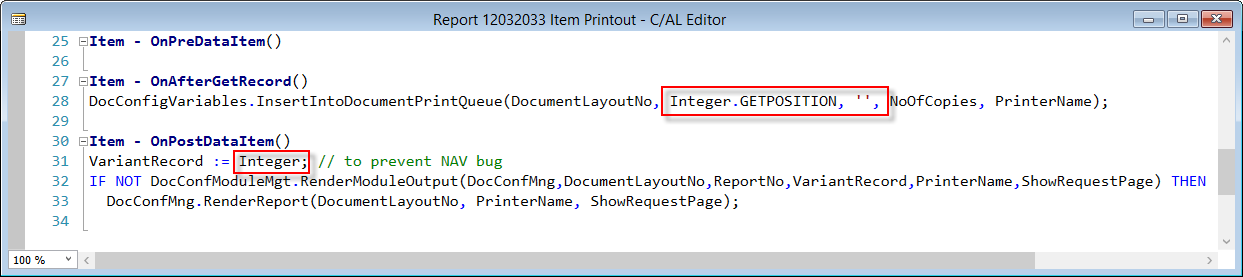 Report 12032033 Item Printout - C/AL Editor
25 Item - OnPreDataItem()
26
27 Item - OnAfterGetRecord()
28 DocConfigVariables.InsertIntoDocumentPrintQueue(DocumentLayoutNo, Integer.GETPOSITION, '', NoOfCopies, PrinterName);
29
30 Item - OnPostDataItem()
31 VariantRecord := Integer; // to prevent NAV bug
32 IF NOT DocConfModuleMgt.RenderModuleOutput(DocConfMng,DocumentLayoutNo,ReportNo,VariantRecord,PrinterName,ShowRequestPage) THEN
33   DocConfMng.RenderReport(DocumentLayoutNo, PrinterName, ShowRequestPage);
34
100 %